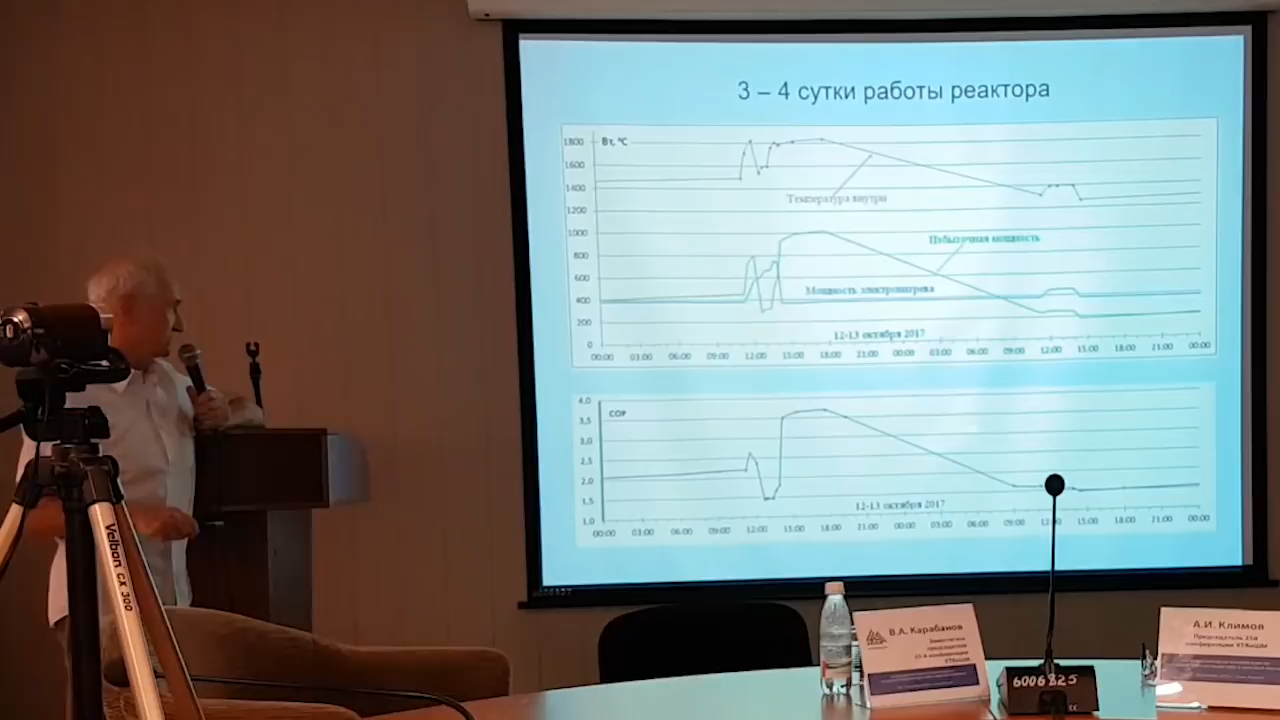 3 – 4 сутки работы реактора
1800 Вт, °C
1600
1400
1200
1000
800
600
400
200
0
Температура внутри
Избыточная мощность
Мощность электронагрева
12-13 октября 2017
00:00 03:00 06:00 09:00 12:00 15:00 18:00 21:00 00:00 03:00 06:00 09:00 12:00 15:00 18:00 21:00 00:00
4,0
3,5
3,0
2,5
2,0
1,5
1,0
COP
12-13 октября 2017
00:00 03:00 06:00 09:00 12:00 15:00 18:00 21:00 00:00 03:00 06:00 09:00 15:00 18:00 21:00 00:00
Velbon CX 300
В.А. Карабанов
Заместитель
председателя
конференции
А.И. Климов
Председатель
конференции
6006825